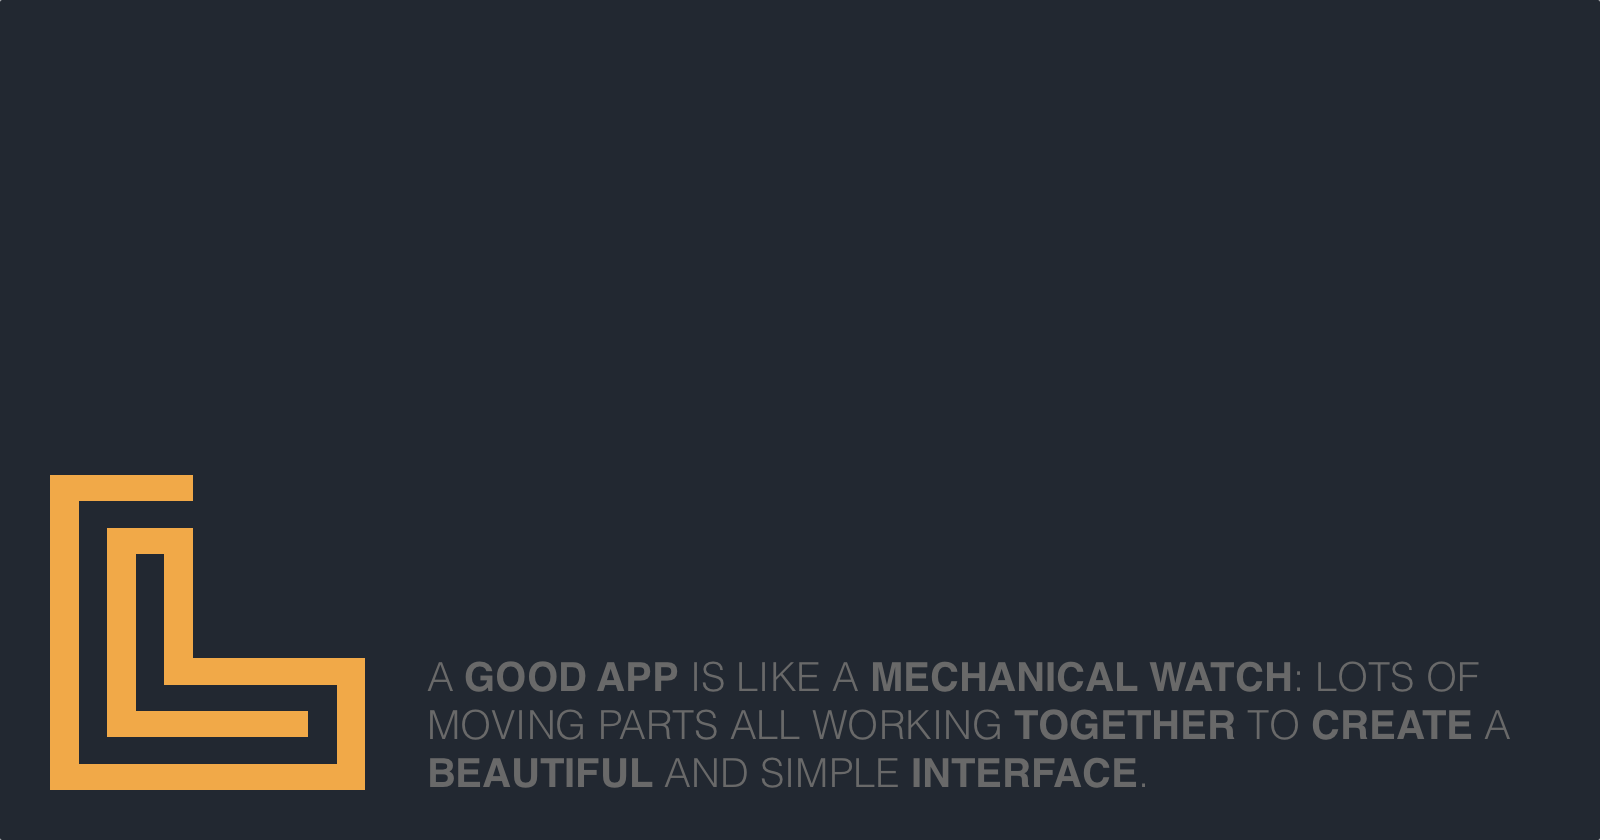 A GOOD APP IS LIKE A MECHANICAL WATCH: LOTS OF
MOVING PARTS ALL WORKING TOGETHER TO CREATE A
BEAUTIFUL AND SIMPLE INTERFACE.